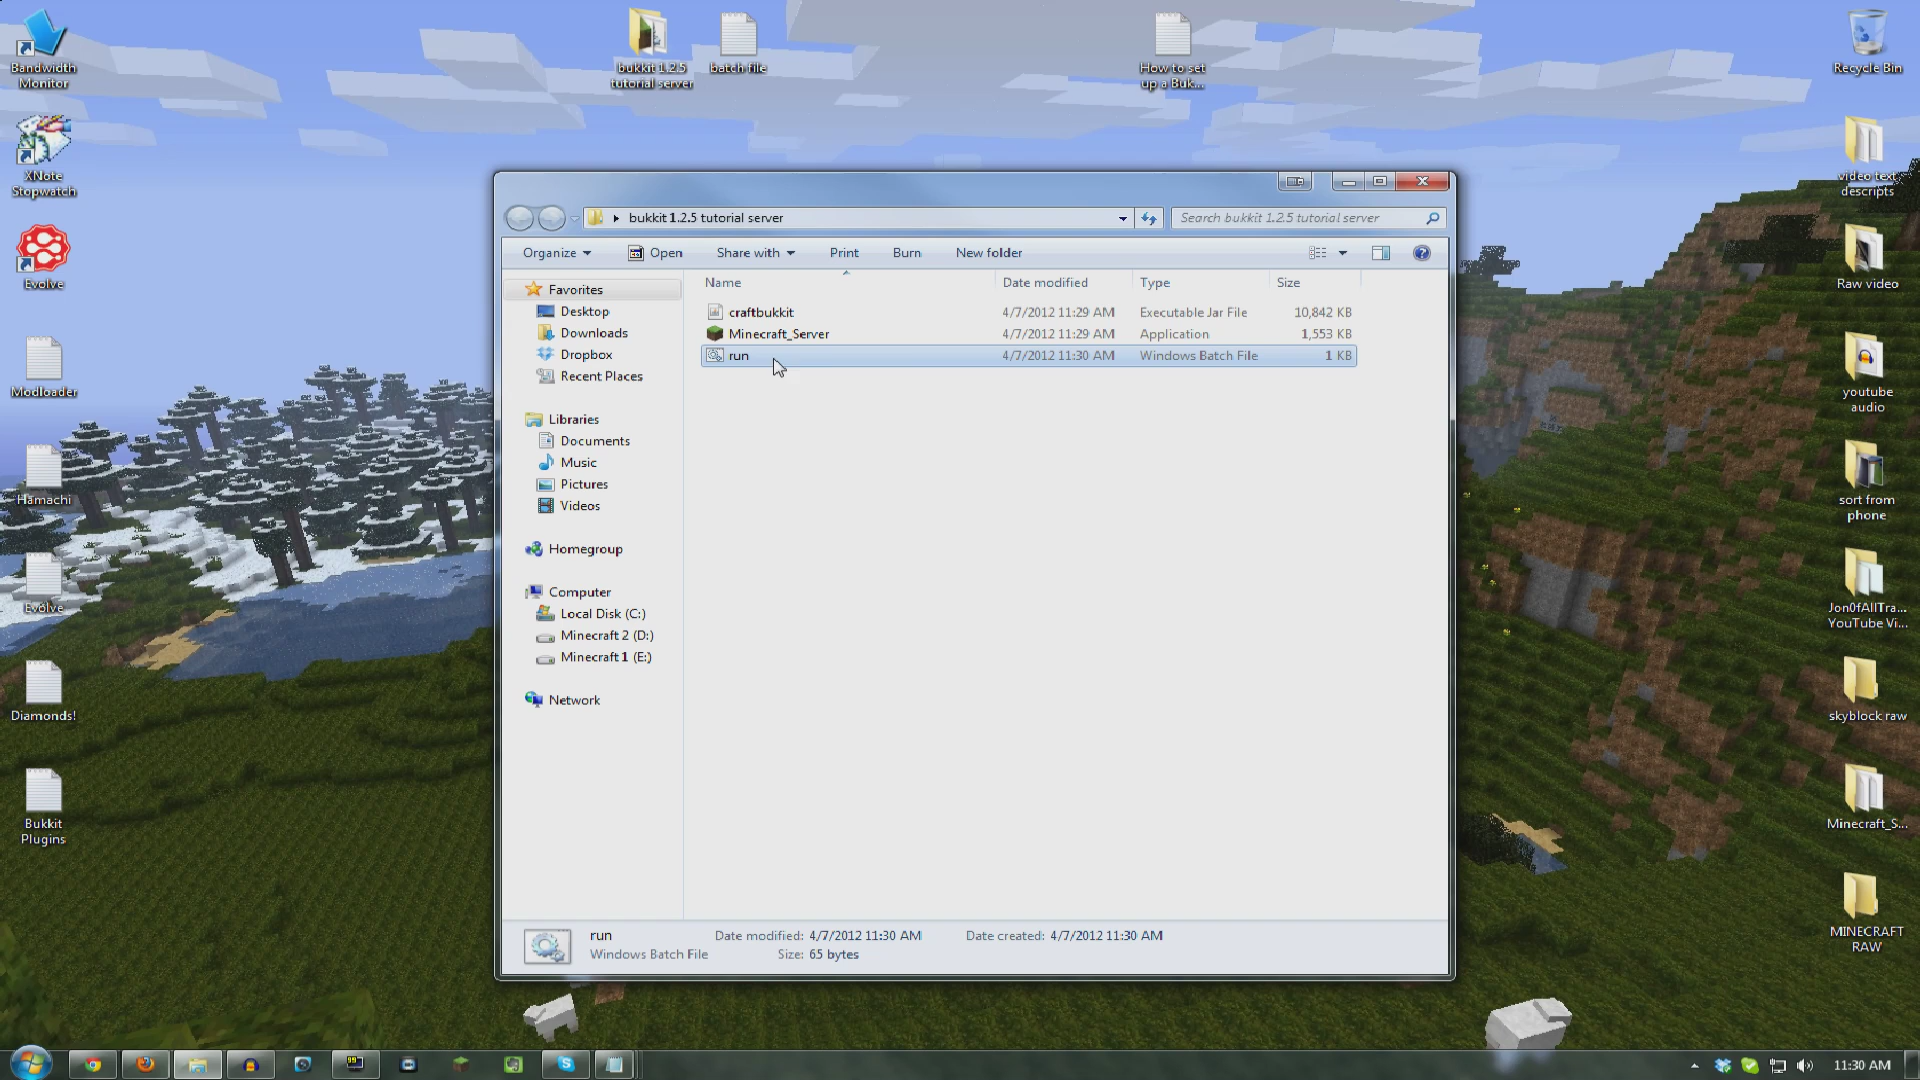 Bandwidth
Monitor
XNote
Stopwatch
Evolve
Modloader
Hamachi
Evolve
Diamonds!
Bukkit
Plugins
bukkit 1.2.5
tutorial server
batch file
How to set
up a Buk...
Recycle Bin
video text
descripts
Raw video
youtube
audio
sort from
phone
Jon0fAllTra...
YouTube Vi...
skyblock raw
Minecraft_S...
MINECRAFT
RAW
bukkit 1.2.5 tutorial server
Search bukkit 1.2.5 tutorial server
Organize Open Share with Print Burn New folder
Favorites
Desktop
Downloads
Dropbox
Recent Places
Libraries
Documents
Music
Pictures
Videos
Homegroup
Computer
Local Disk (C:)
Minecraft 2 (D:)
Minecraft 1 (E:)
Network
Name Date modified Type Size
craftbukkit 4/7/2012 11:29 AM Executable Jar File 10,842 KB
Minecraft_Server 4/7/2012 11:29 AM Application 1,553 KB
run 4/7/2012 11:30 AM Windows Batch File 1 KB
run Date modified: 4/7/2012 11:30 AM Date created: 4/7/2012 11:30 AM
Windows Batch File Size: 65 bytes
11:30 AM